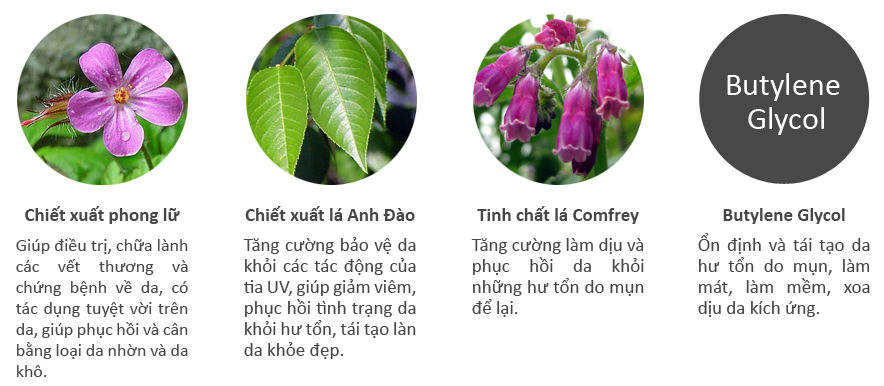 Butylene
Glycol
Chiết xuất phong lữ
Giúp điều trị, chữa lành
các vết thương và
chứng bệnh về da, có
tác dụng tuyệt vời trên
da, giúp phục hồi và cân
bằng loại da nhờn và da
khô.
Chiết xuất lá Anh Đào
Tăng cường bảo vệ da
khỏi các tác động của
tia UV, giúp giảm viêm,
phục hồi tình trạng da
khỏi hư tổn, tái tạo làn
da khỏe đẹp.
Tinh chất lá Comfrey
Tăng cường làm dịu và
phục hồi da khỏi
những hư tổn do mụn
để lại.
Butylene Glycol
Ổn định và tái tạo da
hư tổn do mụn, làm
mát, làm mềm, xoa
dịu da kích ứng.